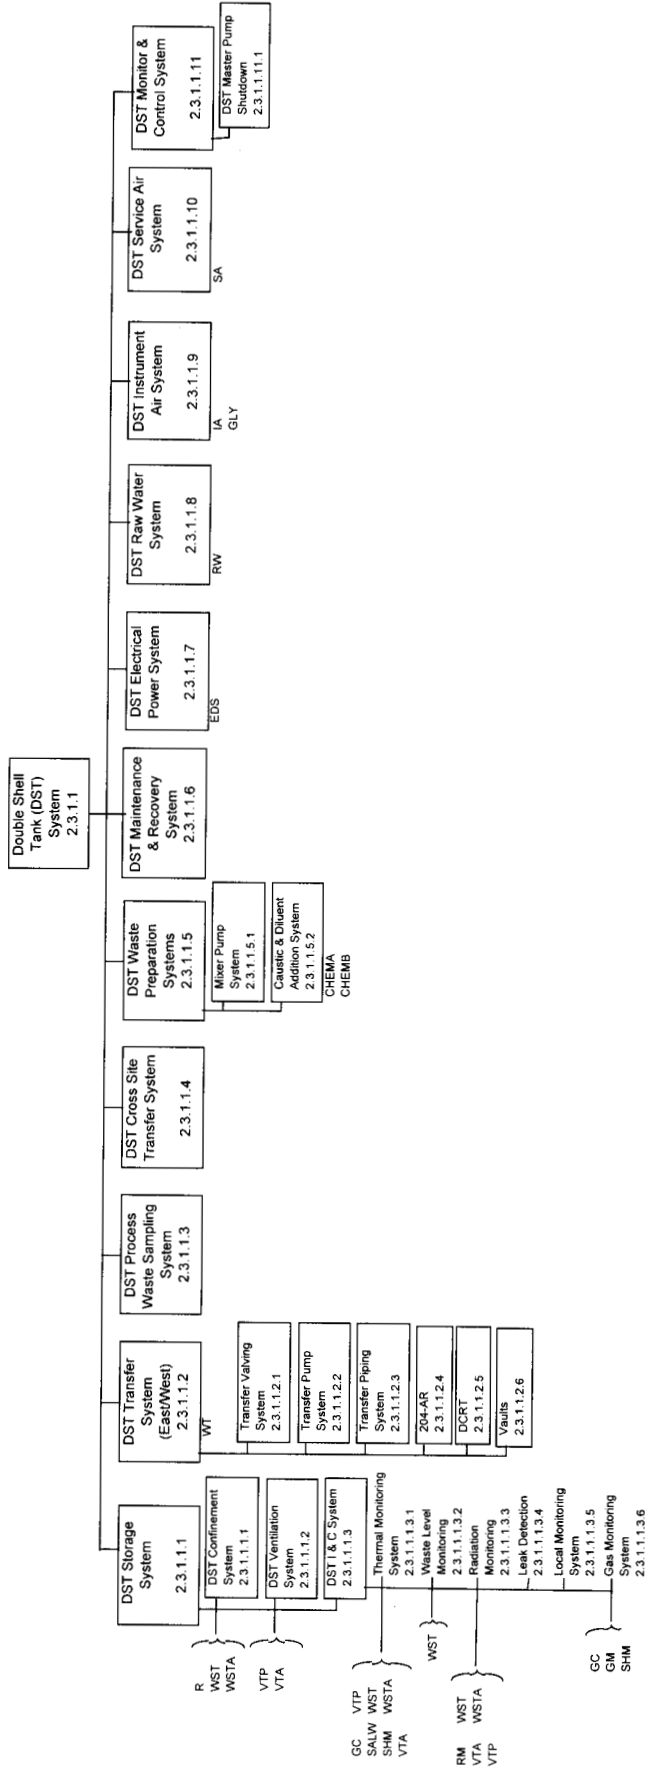 Double Shell
Tank (DST)
System
2.3.1.1
DST Storage
System
2.3.1.1.1
DST Confinement
System
2.3.1.1.1.1
R
WST
WSTA
DST Ventilation
System
2.3.1.1.1.2
VTP
VTA
DST I & C System
2.3.1.1.1.3
Thermal Monitoring
System
2.3.1.1.1.3.1
GC VTP
SALW WST
SHM WSTA
VTA
Waste Level
Monitoring
2.3.1.1.1.3.2
WST
Radiation
Monitoring
2.3.1.1.1.3.3
RM WST
VTA WSTA
VTP
Leak Detection
2.3.1.1.1.3.4
Local Monitoring
System
2.3.1.1.1.3.5
Gas Monitoring
System
2.3.1.1.1.3.6
GC
GM
SHM
DST Transfer
System
(East/West)
2.3.1.1.2
WT
Transfer Valving
System
2.3.1.1.2.1
Transfer Pump
System
2.3.1.1.2.2
Transfer Piping
System
2.3.1.1.2.3
204-AR
2.3.1.1.2.4
DCRT
2.3.1.1.2.5
Vaults
2.3.1.1.2.6
DST Process
Waste Sampling
System
2.3.1.1.3
DST Cross Site
Transfer System
2.3.1.1.4
DST Waste
Preparation
Systems
2.3.1.1.5
Mixer Pump
System
2.3.1.1.5.1
Caustic & Diluent
Addition System
2.3.1.1.5.2
CHEMA
CHEMB
DST Maintenance
& Recovery
System
2.3.1.1.6
DST Electrical
Power System
2.3.1.1.7
EDS
DST Raw Water
System
2.3.1.1.8
RW
DST Instrument
Air System
2.3.1.1.9
IA
GLY
DST Service Air
System
2.3.1.1.10
SA
DST Monitor &
Control System
2.3.1.1.11
DST Master Pump
Shutdown
2.3.1.1.11.1